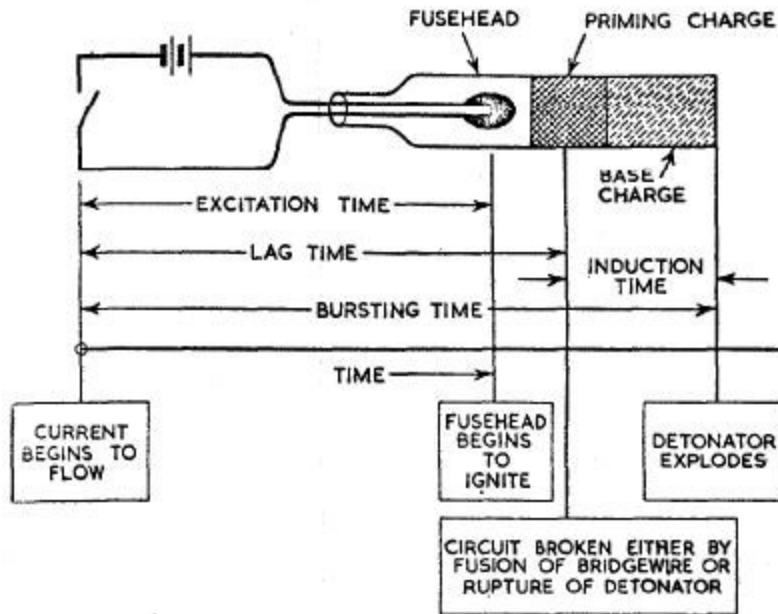 FUSEHEAD
PRIMING CHARGE
BASE
CHARGE
EXCITATION TIME
LAG TIME
INDUCTION
TIME
BURSTING TIME
TIME
CURRENT
BEGINS TO
FLOW
FUSEHEAD
BEGINS
TO
IGNITE
DETONATOR
EXPLODES
CIRCUIT BROKEN EITHER BY
FUSION OF BRIDGEWIRE OR
RUPTURE OF DETONATOR